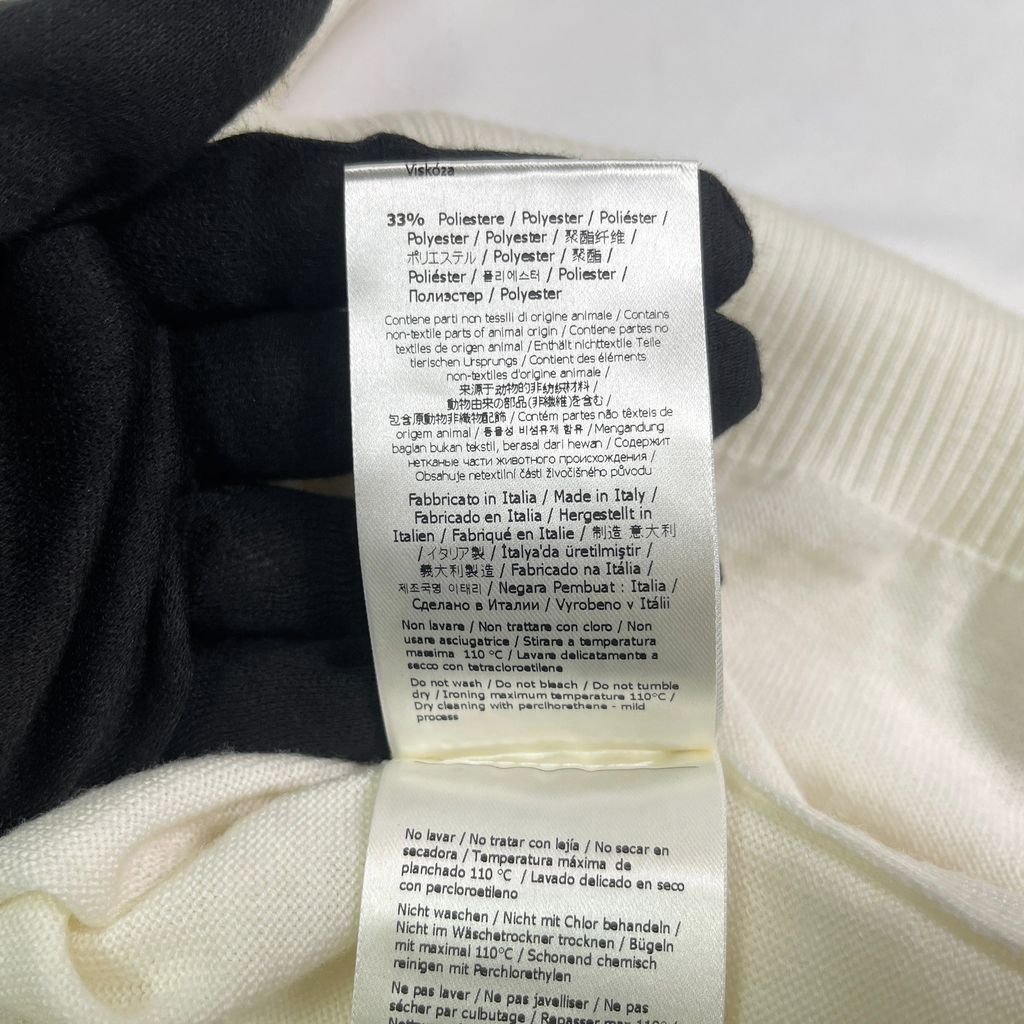 Viskóza
33% Poliestere / Polyester / Poliéster /
Polyester / Polyester / 聚酯纤维 /
ポリエステル / Polyester / 聚酯 /
Poliéster / 폴리에스터 / Poliester /
Полиэстер / Polyester
Contiene parti non tessili di origine animale / Contains
non-textile parts of animal origin / Contiene partes no
textiles de origen animal / Enthält nichttextile Teile
tierischen Ursprungs / Contient des éléments
non-textiles d'origine animale /
来源于动物的非纺织材料 /
動物由来の部品(非繊維)を含む /
包含原動物非織物配飾 / Contém partes não têxteis de
origem animal / 동물성 비섬유제 함유 / Mengandung
bagian bukan tekstil, berasal dari hewan / Содержит
нетканые части животного происхождения /
Obsahuje netextilní části živočišného původu
Fabbricato in Italia / Made in Italy /
Fabricado en Italia / Hergestellt in
Italien / Fabriqué en Italie / 制造 意大利
/ イタリア製 / İtalya'da üretilmiştir /
義大利製造 / Fabricado na Itália /
제조국명 이태리 / Negara Pembuat : Italia /
Сделано в Италии / Vyrobeno v Itálii
Non lavare / Non trattare con cloro / Non
usare asciugatrice / Stirare a temperatura
massima 110 °C / Lavare delicatamente a
secco con tetracloroetilene
Do not wash / Do not bleach / Do not tumble
dry / Ironing maximum temperature 110°C /
Dry cleaning with perclhorethene - mild
process
No lavar / No tratar con lejía / No secar en
secadora / Temperatura máxima de
planchado 110 °C / Lavado delicado en seco
con percloroetileno
Nicht waschen / Nicht mit Chlor behandeln /
Nicht im Wäschetrockner trocknen / Bügeln
mit maximal 110°C / Schonend chemisch
reinigen mit Perchlorethylen
Ne pas laver / Ne pas javelliser / Ne pas
sécher par culbutage / Repasser max 110° /